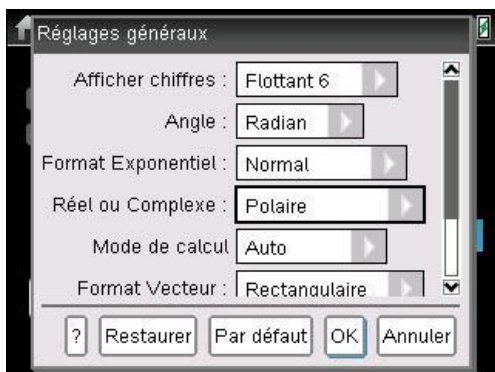 Réglages généraux
Afficher chiffres : Flottant 6
Angle : Radian
Format Exponentiel : Normal
Réel ou Complexe : Polaire
Mode de calcul Auto
Format Vecteur : Rectangulaire
? Restaurer Par défaut OK Annuler